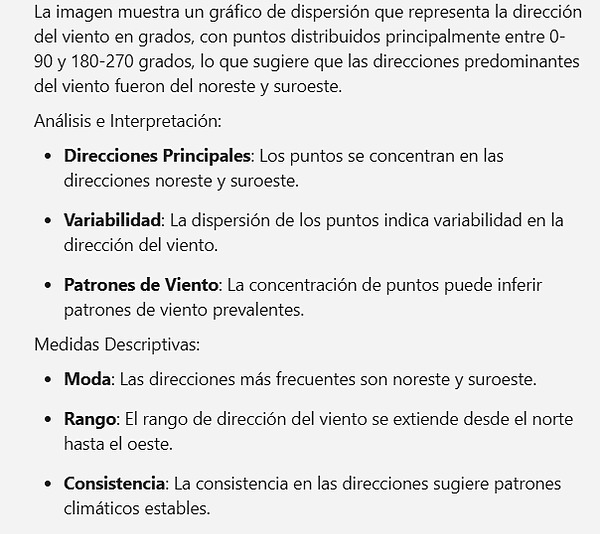 La imagen muestra un gráfico de dispersión que representa la dirección
del viento en grados, con puntos distribuidos principalmente entre 0-
90 y 180-270 grados, lo que sugiere que las direcciones predominantes
del viento fueron del noreste y suroeste.
Análisis e Interpretación:
• Direcciones Principales: Los puntos se concentran en las
direcciones noreste y suroeste.
• Variabilidad: La dispersión de los puntos indica variabilidad en la
dirección del viento.
• Patrones de Viento: La concentración de puntos puede inferir
patrones de viento prevalentes.
Medidas Descriptivas:
• Moda: Las direcciones más frecuentes son noreste y suroeste.
• Rango: El rango de dirección del viento se extiende desde el norte
hasta el oeste.
• Consistencia: La consistencia en las direcciones sugiere patrones
climáticos estables.